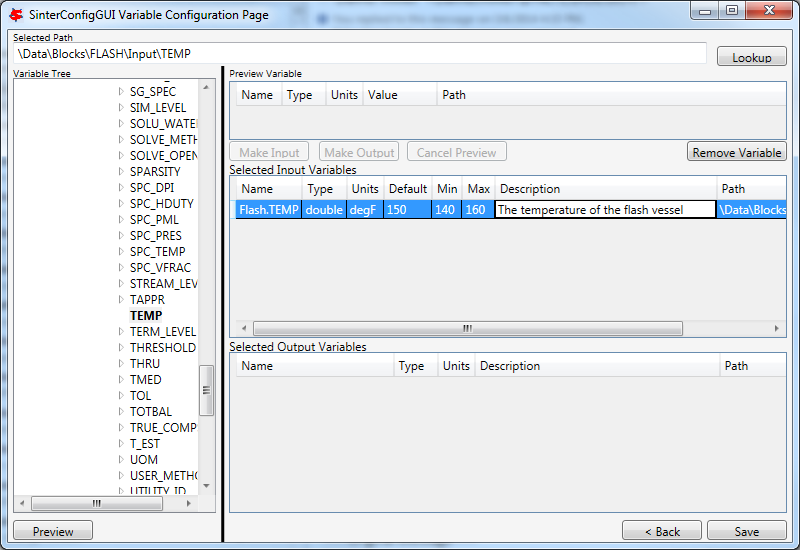 SinterConfigGUI Variable Configuration Page
Selected Path
\Data\Blocks\FLASH\Input\TEMP
Lookup
Variable Tree
SG_SPEC
SIM_LEVEL
SOLU_WATE
SOLVE_METH
SOLVE_OPEN
SPARSITY
SPC_DPI
SPC_HDUTY
SPC_PML
SPC_PRES
SPC_TEMP
SPC_VFRAC
STREAM_LEV
TAPPR
TEMP
TERM_LEVEL
THRESHOLD
THRU
TMED
TOL
TOTBAL
TRUE_COMP
T_EST
UOM
USER_METHO
UTILITY_ID
Preview
Preview Variable
Name Type Units Value Path
Make Input Make Output Cancel Preview Remove Variable
Selected Input Variables
Name Type Units Default Min Max Description Path
Flash.TEMP double degF 150 140 160 The temperature of the flash vessel \Data\Blocks
Selected Output Variables
Name Type Units Description Path
< Back Save